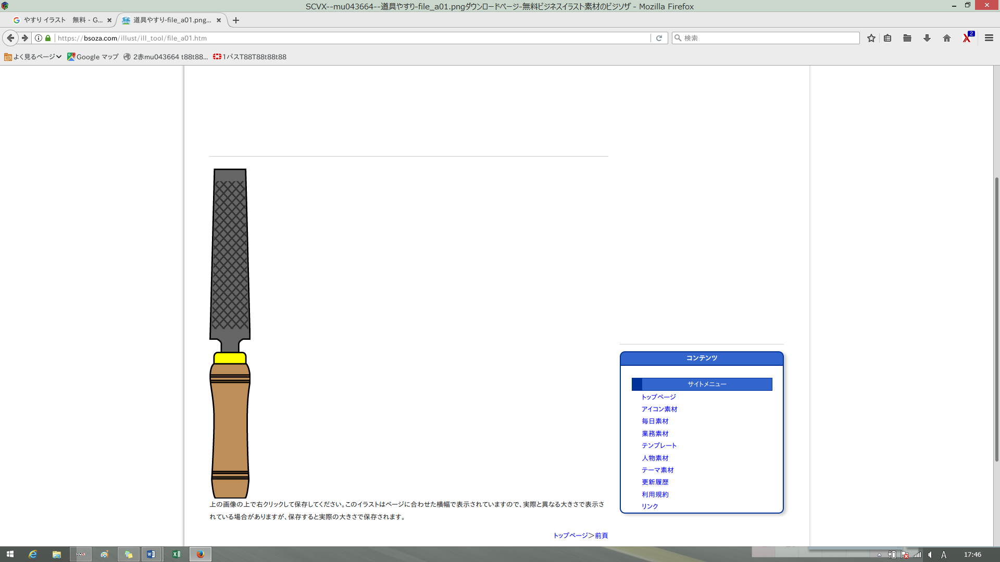 SCVX--mu043664--道具やすり-file_a01.pngダウンロードページ-無料ビジネスイラスト素材のビジソザ - Mozilla Firefox
やすり イラスト　無料 - G...
道具やすり-file_a01.png...
https://bsoza.com/illust/ill_tool/file_a01.htm
検索
2
よく見るページ
Google マップ
2赤mu043664 t88t88...
1パスT88T88t88t88
コンテンツ
サイトメニュー
トップページ
アイコン素材
毎日素材
業務素材
テンプレート
人物素材
テーマ素材
更新履歴
利用規約
リンク
上の画像の上で右クリックして保存してください。このイラストはページに合わせた横幅で表示されていますので、実際と異なる大きさで表示さ
れている場合がありますが、保存すると実際の大きさで保存されます。
トップページ＞前頁
SCVX
A
17:46